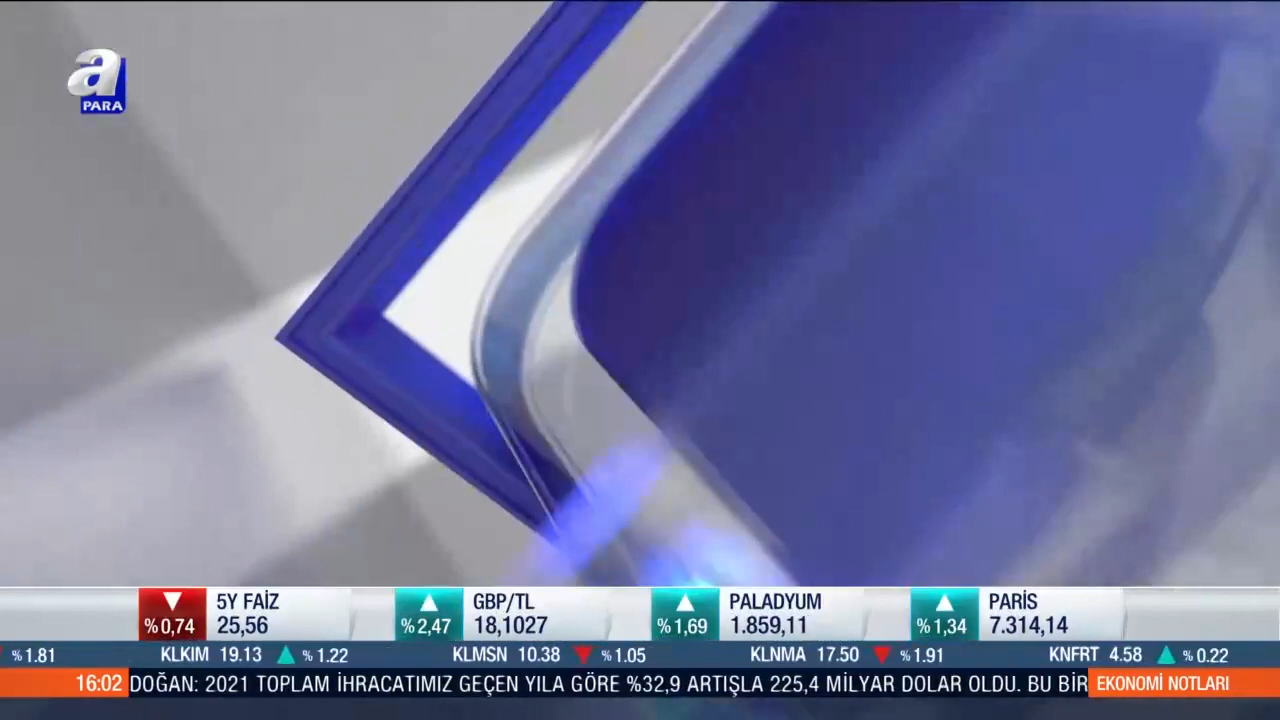 a
PARA
5Y FAİZ
%0,74 25,56
GBP/TL
%2,47 18,1027
PALADYUM
%1,69 1.859,11
PARİS
%1,34 7.314,14
%1.81 KLKIM 19.13 %1.22 KLMSN 10.38 %1.05 KLNMA 17.50 %1.91 KNFRT 4.58 %0.22
16:02 DOĞAN: 2021 TOPLAM İHRACATIMIZ GEÇEN YILA GÖRE %32,9 ARTIŞLA 225,4 MİLYAR DOLAR OLDU. BU BİR EKONOMİ NOTLARI